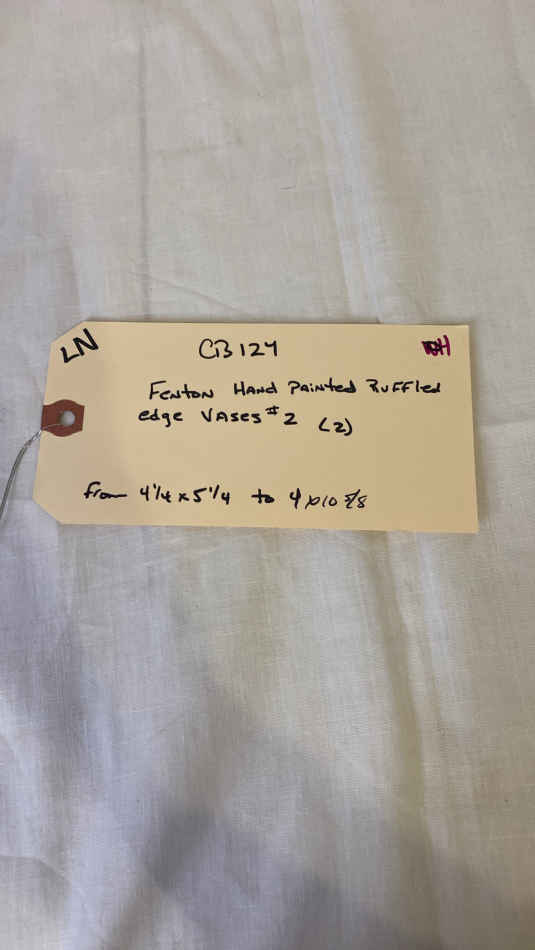 LN
CB124
Fenton Hand Painted Ruffled
edge Vases #2 (2)
from 4 1/4 x 5 1/4 to 4 x 10 5/8